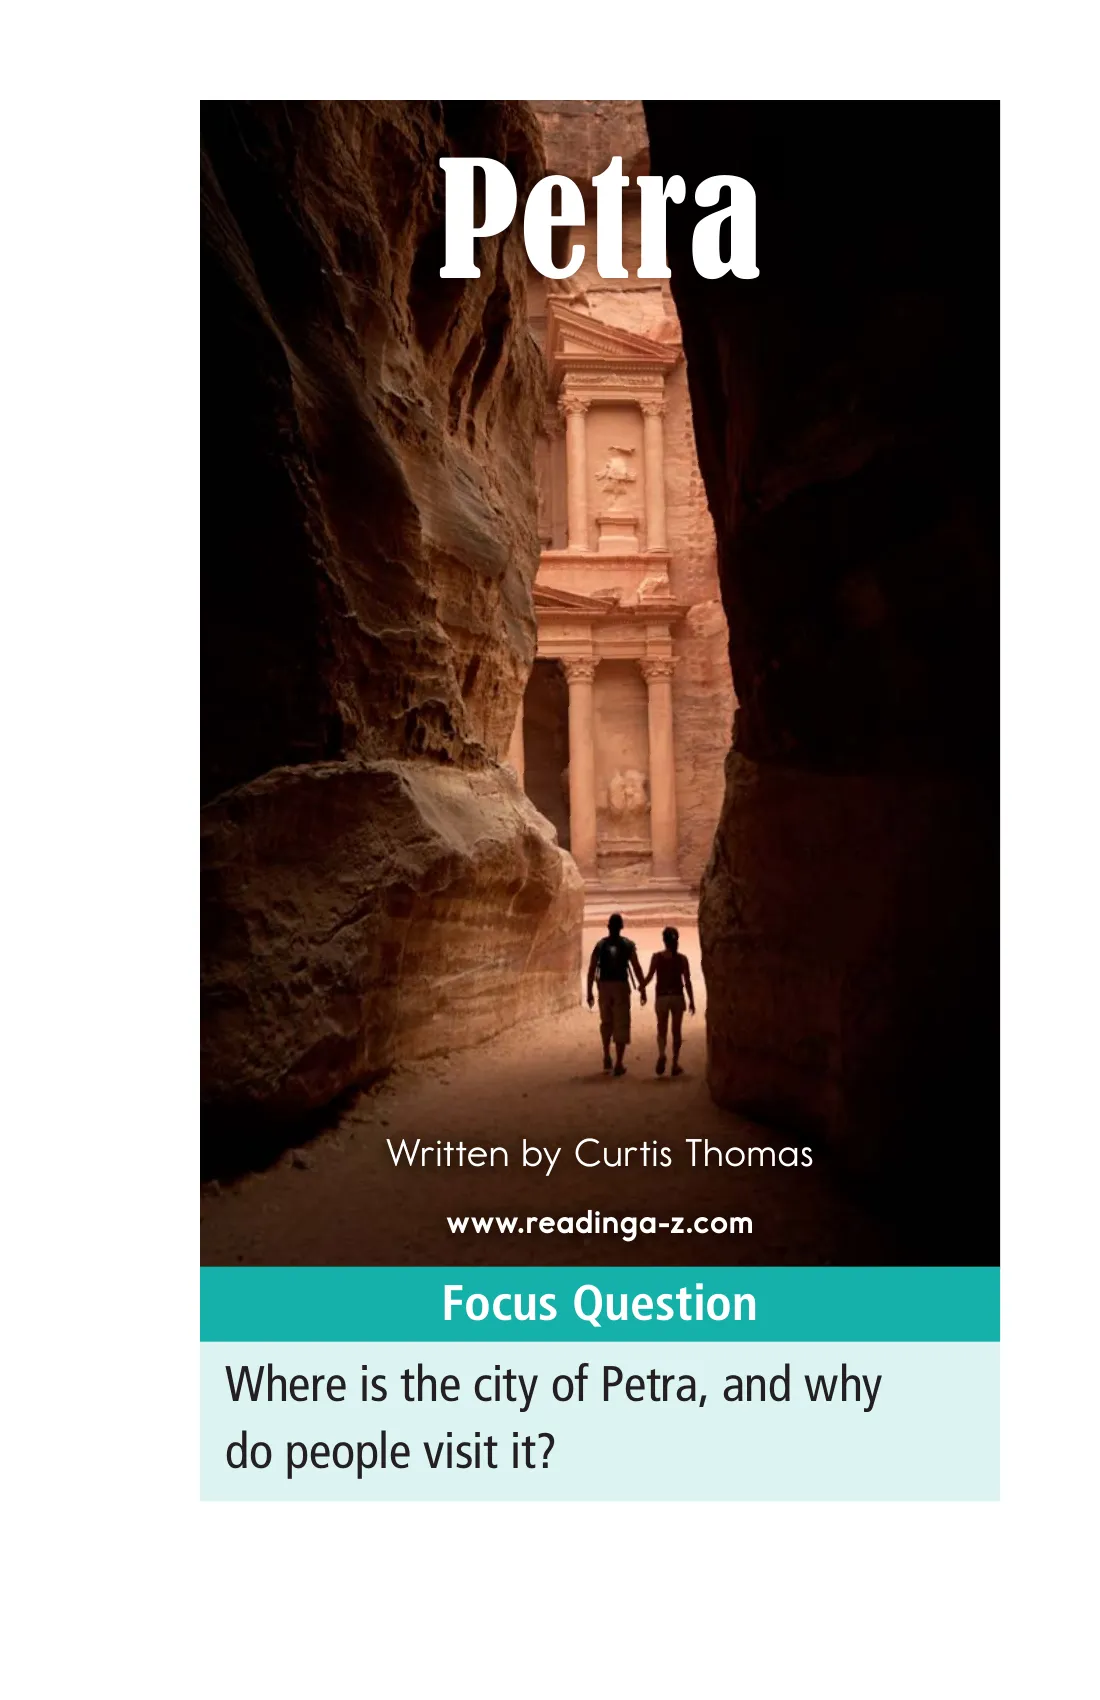 Petra
Written by Curtis Thomas
www.readinga-z.com
Focus Question
Where is the city of Petra, and why
do people visit it?